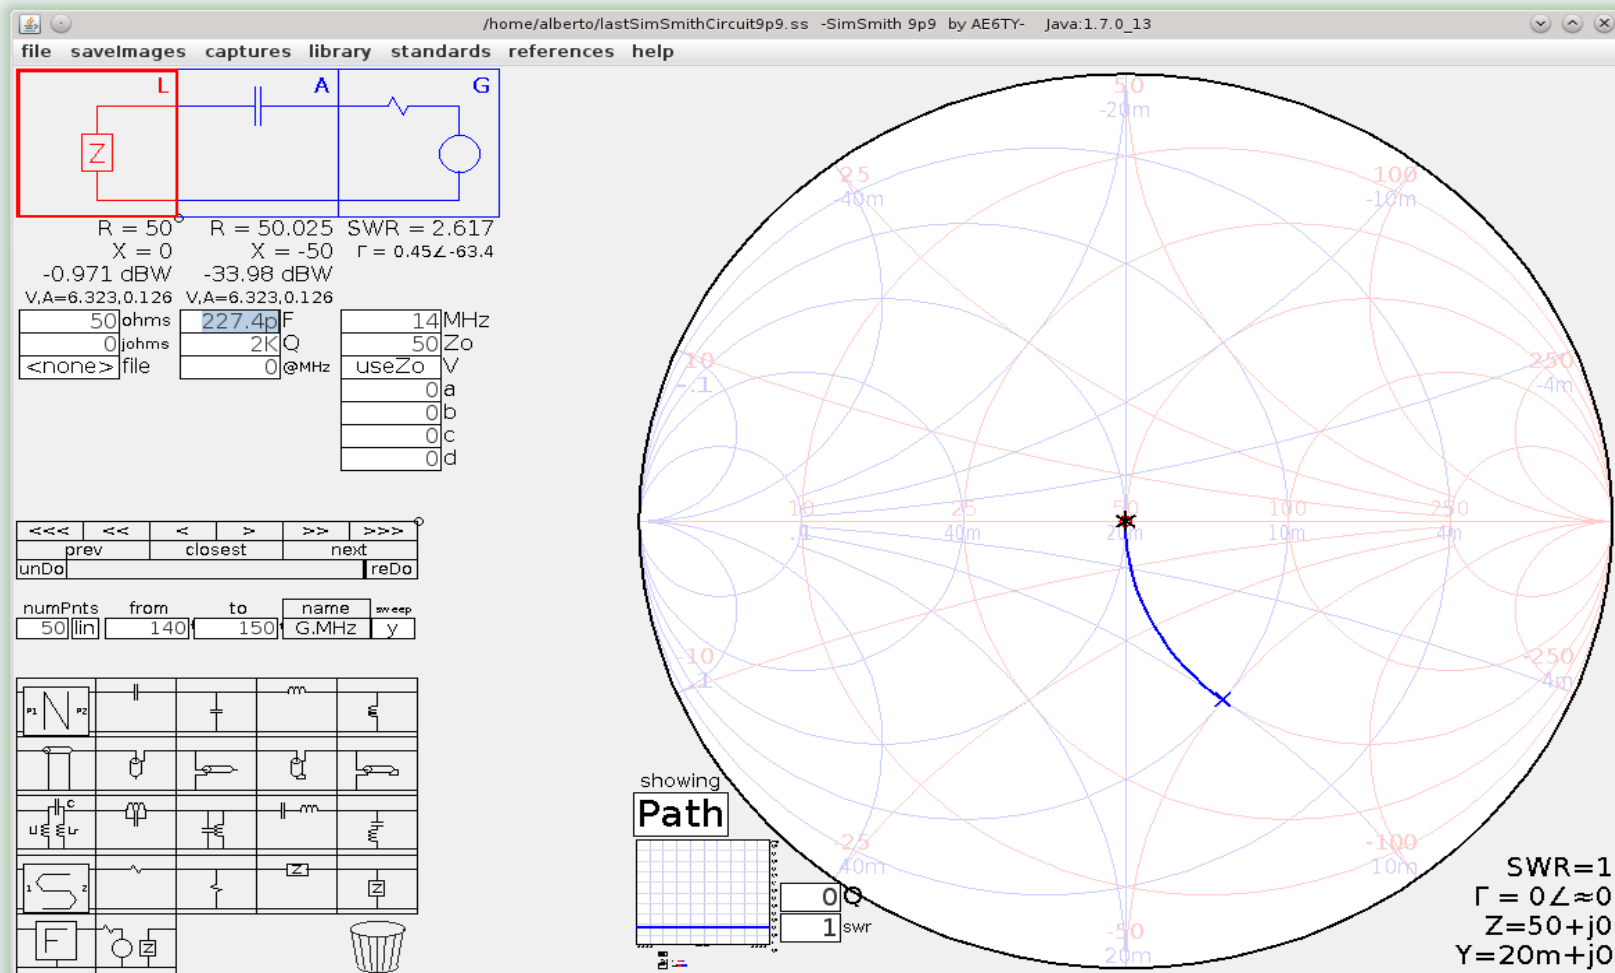 /home/alberto/lastSimSmithCircuit9p9.ss -SimSmith 9p9 by AE6TY- Java:1.7.0_13
file saveImages captures library standards references help
L A G
Z
R = 50 R = 50.025 SWR = 2.617
X = 0 X = -50 Γ = 0.45∠-63.4
-0.971 dBW -33.98 dBW
V,A=6.323,0.126 V,A=6.323,0.126
50 ohms 227.4p F 14 MHz
0 johms 2K Q 50 Zo
<none> file 0 @MHz useZo V
0 a
0 b
0 c
0 d
<<< << < > >> >>>
prev closest next
unDo reDo
numPnts from to name sweep
50 lin 140 150 G.MHz y
P1 N P2
C
Z
1 S 2 Z
F Z
50
-20m
25 100
-40m -10m
10 250
-.1 -4m
10 25 50 100 250
.1 40m 20m 10m 4m
-10 -250
.1 4m
-25 -100
40m 10m
-50
20m
showing
Path
0 Q
1 swr
SWR=1
Γ = 0∠≈0
Z=50+j0
Y=20m+j0